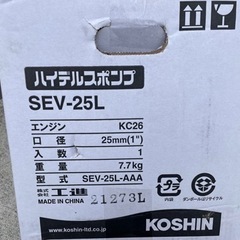 ハイデルスポンプ
SEV-25L
エンジン KC26
口径 25mm(1")
入数 1
重量 7.7kg
型式 SEV-25L-AAA
株式会社 工進
MADE IN CHINA 21273L
www.koshin-ltd.co.jp
KOSHIN